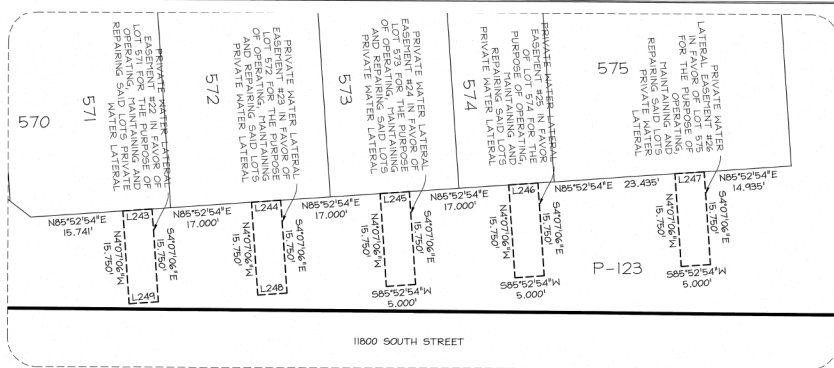 570
571
PRIVATE WATER LATERAL
EASEMENT #22 IN FAVOR OF
LOT 571 FOR THE PURPOSE OF
OPERATING, MAINTAINING AND
REPAIRING SAID LOTS PRIVATE
WATER LATERAL
572
PRIVATE WATER LATERAL
EASEMENT #23 IN FAVOR OF
LOT 572 FOR THE PURPOSE
OF OPERATING, MAINTAINING
AND REPAIRING SAID LOTS
PRIVATE WATER LATERAL
573
PRIVATE WATER LATERAL
EASEMENT #24 IN FAVOR OF
LOT 573 FOR THE PURPOSE
OF OPERATING, MAINTAINING
AND REPAIRING SAID LOTS
PRIVATE WATER LATERAL
574
PRIVATE WATER LATERAL
EASEMENT #25 IN FAVOR
OF LOT 574 FOR THE
PURPOSE OF OPERATING,
MAINTAINING AND
REPAIRING SAID LOTS
PRIVATE WATER LATERAL
575
PRIVATE WATER
LATERAL EASEMENT #26
IN FAVOR OF LOT 575
FOR THE PURPOSE OF
OPERATING,
MAINTAINING AND
REPAIRING SAID LOTS
PRIVATE WATER
LATERAL
N85°52'54"E
15.741'
L243
N4°07'06"W
15.750'
S4°07'06"E
15.750'
L249
N85°52'54"E
17.000'
L244
N4°07'06"W
15.750'
S4°07'06"E
15.750'
L248
N85°52'54"E
17.000'
L245
N4°07'06"W
15.750'
S4°07'06"E
15.750'
S85°52'54"W
5.000'
N85°52'54"E
17.000'
L246
N4°07'06"W
15.750'
S4°07'06"E
15.750'
S85°52'54"W
5.000'
N85°52'54"E
23.435'
L247
N4°07'06"W
15.750'
S4°07'06"E
15.750'
S85°52'54"W
5.000'
N85°52'54"E
14.935'
P-123
11800 SOUTH STREET